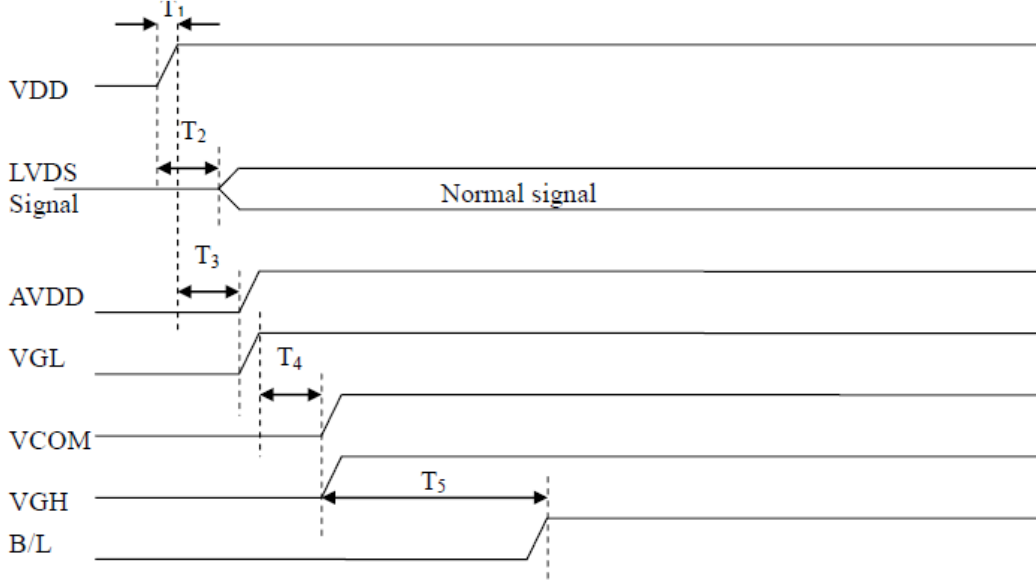 T₁
VDD
T₂
LVDS
Signal
Normal signal
T₃
AVDD
VGL
T₄
VCOM
VGH
T₅
B/L